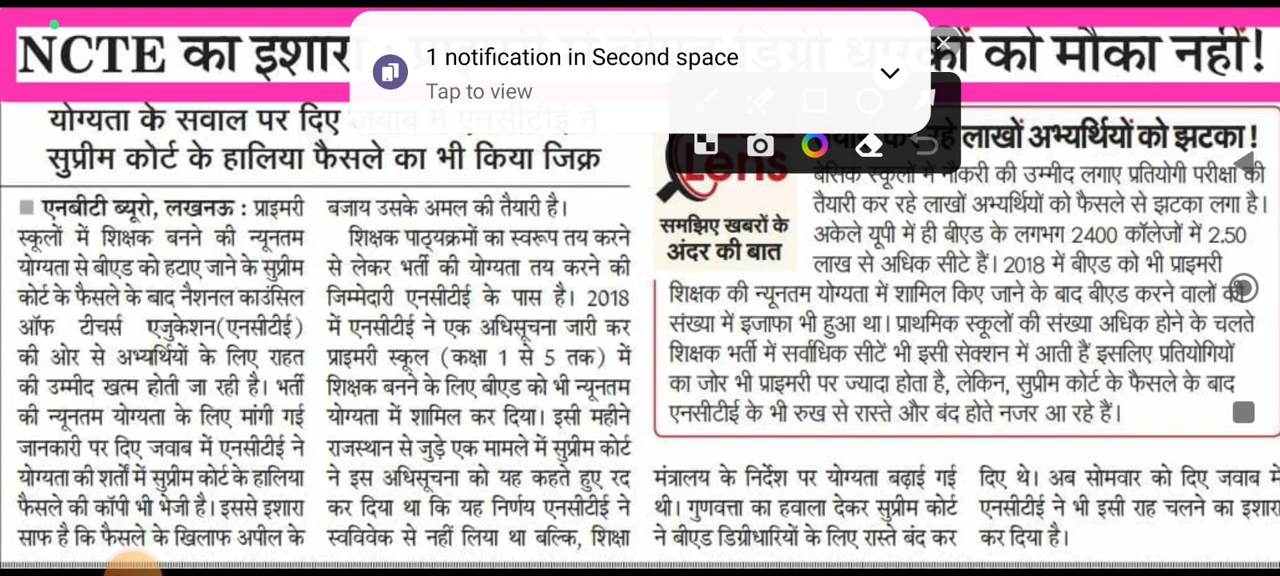 NCTE का इशार
कों को मौका नहीं!
1 notification in Second space
Tap to view
योग्यता के सवाल पर दिए जवाब में एनसीटीई ने
सुप्रीम कोर्ट के हालिया फैसले का भी किया जिक्र
एनबीटी ब्यूरो, लखनऊ : प्राइमरी
स्कूलों में शिक्षक बनने की न्यूनतम
योग्यता से बीएड को हटाए जाने के सुप्रीम
कोर्ट के फैसले के बाद नैशनल काउंसिल
ऑफ टीचर्स एजुकेशन(एनसीटीई)
की ओर से अभ्यर्थियों के लिए राहत
की उम्मीद खत्म होती जा रही है। भर्ती
की न्यूनतम योग्यता के लिए मांगी गई
जानकारी पर दिए जवाब में एनसीटीई ने
योग्यता की शर्तों में सुप्रीम कोर्ट के हालिया
फैसले की कॉपी भी भेजी है। इससे इशारा
साफ है कि फैसले के खिलाफ अपील के
बजाय उसके अमल की तैयारी है।
शिक्षक पाठ्यक्रमों का स्वरूप तय करने
से लेकर भर्ती की योग्यता तय करने की
जिम्मेदारी एनसीटीई के पास है। 2018
में एनसीटीई ने एक अधिसूचना जारी कर
प्राइमरी स्कूल (कक्षा 1 से 5 तक) में
शिक्षक बनने के लिए बीएड को भी न्यूनतम
योग्यता में शामिल कर दिया। इसी महीने
राजस्थान से जुड़े एक मामले में सुप्रीम कोर्ट
ने इस अधिसूचना को यह कहते हुए रद
कर दिया था कि यह निर्णय एनसीटीई ने
स्वविवेक से नहीं लिया था बल्कि, शिक्षा
Lens
समझिए खबरों के
अंदर की बात
रहे लाखों अभ्यर्थियों को झटका!
बेसिक स्कूलों में नौकरी की उम्मीद लगाए प्रतियोगी परीक्षा की
तैयारी कर रहे लाखों अभ्यर्थियों को फैसले से झटका लगा है।
अकेले यूपी में ही बीएड के लगभग 2400 कॉलेजों में 2.50
लाख से अधिक सीटे हैं। 2018 में बीएड को भी प्राइमरी
शिक्षक की न्यूनतम योग्यता में शामिल किए जाने के बाद बीएड करने वालों की
संख्या में इजाफा भी हुआ था। प्राथमिक स्कूलों की संख्या अधिक होने के चलते
शिक्षक भर्ती में सर्वाधिक सीटें भी इसी सेक्शन में आती हैं इसलिए प्रतियोगियों
का जोर भी प्राइमरी पर ज्यादा होता है, लेकिन, सुप्रीम कोर्ट के फैसले के बाद
एनसीटीई के भी रुख से रास्ते और बंद होते नजर आ रहे हैं।
मंत्रालय के निर्देश पर योग्यता बढ़ाई गई
थी। गुणवत्ता का हवाला देकर सुप्रीम कोर्ट
ने बीएड डिग्रीधारियों के लिए रास्ते बंद कर
दिए थे। अब सोमवार को दिए जवाब में
एनसीटीई ने भी इसी राह चलने का इशारा
कर दिया है।